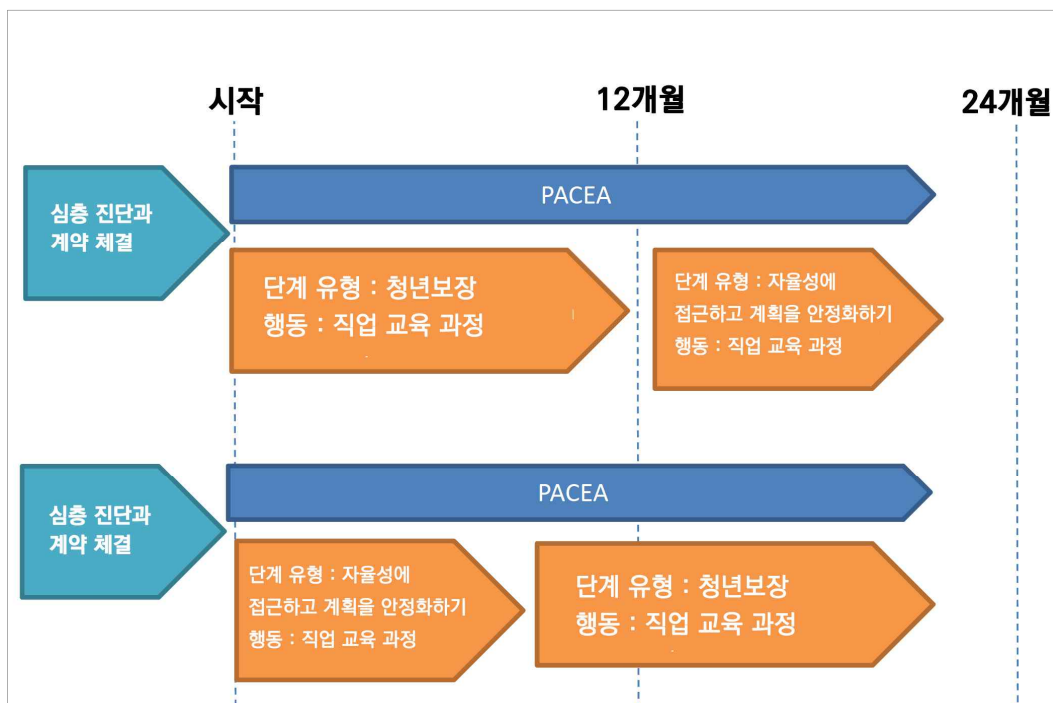 시작
12개월
24개월
심층 진단과
계약 체결
PACEA
단계 유형 : 청년보장
행동 : 직업 교육 과정
단계 유형 : 자율성에
접근하고 계획을 안정화하기
행동 : 직업 교육 과정
심층 진단과
계약 체결
PACEA
단계 유형 : 자율성에
접근하고 계획을 안정화하기
행동 : 직업 교육 과정
단계 유형 : 청년보장
행동 : 직업 교육 과정